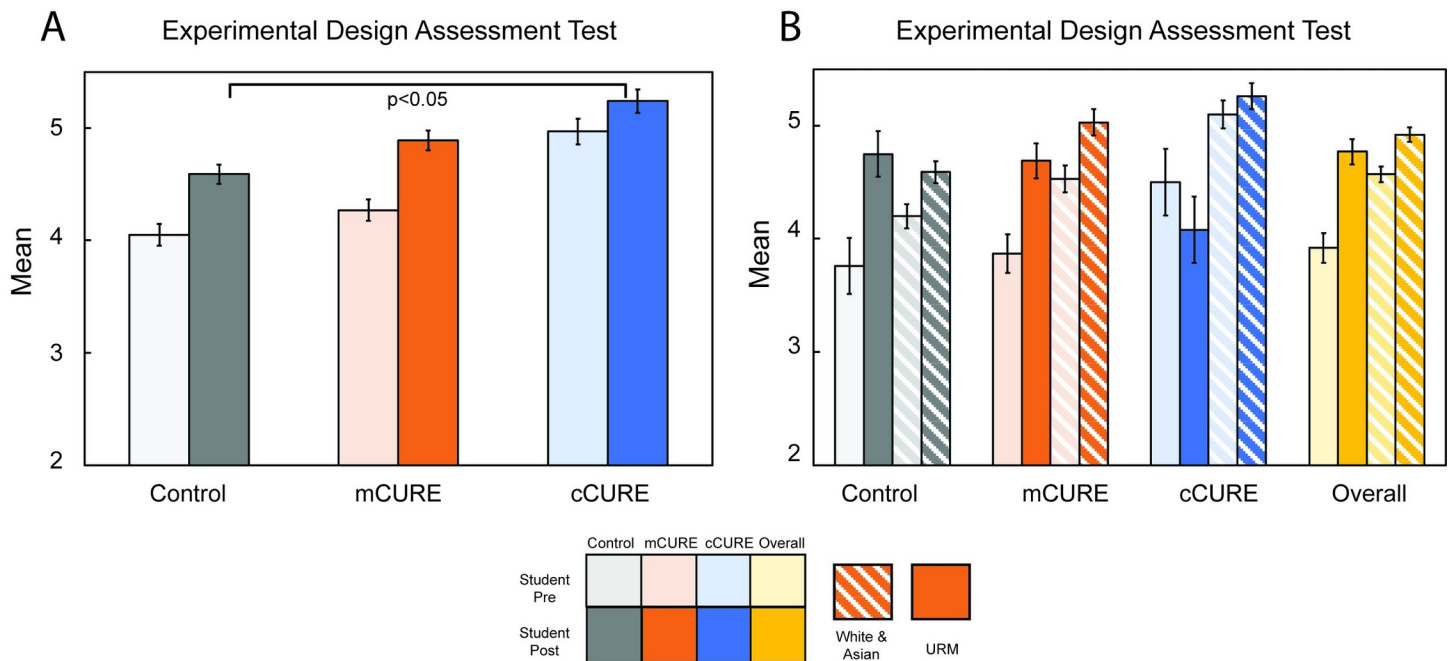 A
Experimental Design Assessment Test
Mean
5
4
3
2
p<0.05
Control
mCURE
cCURE
B
Experimental Design Assessment Test
Mean
5
4
3
2
Control
mCURE
cCURE
Overall
Control mCURE cCURE Overall
Student
Pre
Student
Post
White &
Asian
URM